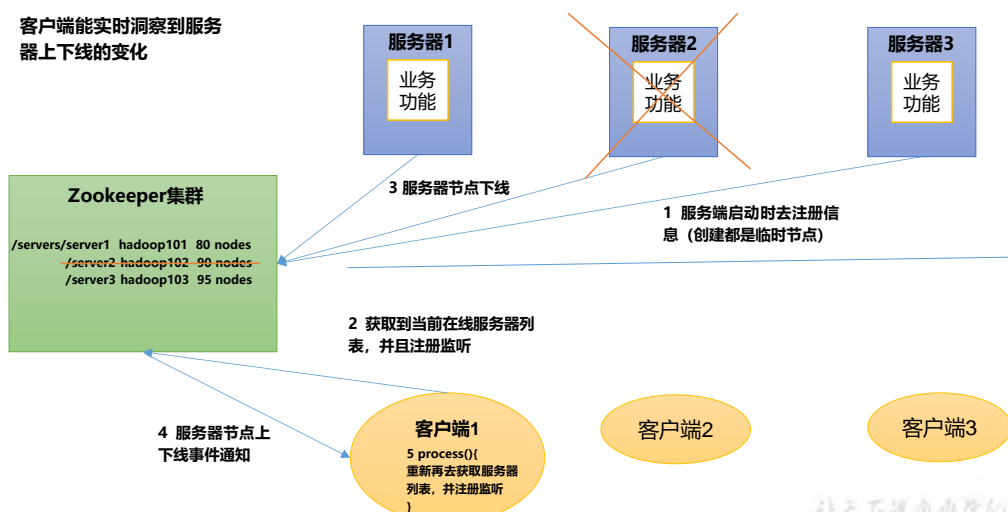 客户端能实时洞察到服务
器上下线的变化
服务器1
业务
功能
服务器2
业务
功能
服务器3
业务
功能
3 服务器节点下线
1 服务端启动时去注册信
息（创建都是临时节点）
Zookeeper集群
/servers/server1 hadoop101 80 nodes
/server2 hadoop102 90 nodes
/server3 hadoop103 95 nodes
2 获取到当前在线服务器列
表，并且注册监听
4 服务器节点上
下线事件通知
客户端1
5 process(){
重新再去获取服务器
列表，并注册监听
}
客户端2
客户端3